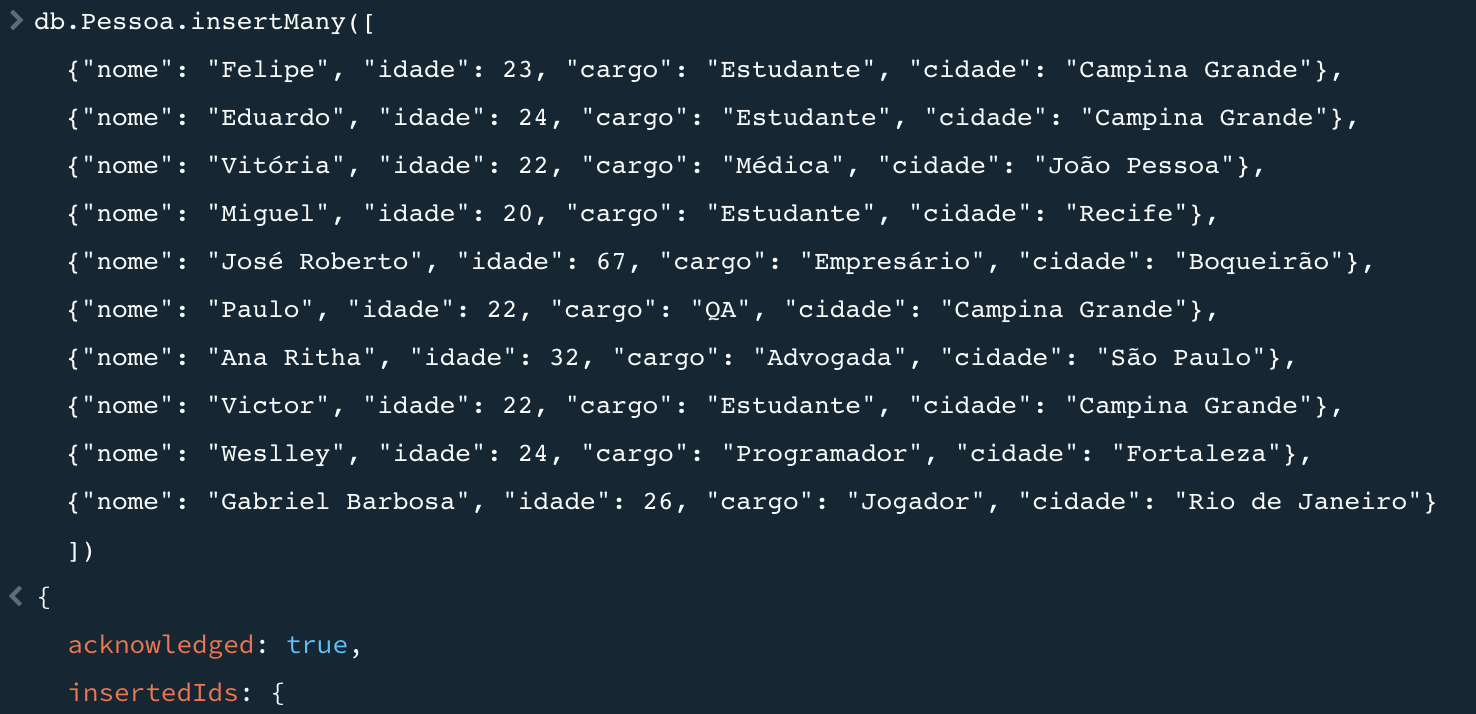 db.Pessoa.insertMany([
{"nome": "Felipe", "idade": 23, "cargo": "Estudante", "cidade": "Campina Grande"},
{"nome": "Eduardo", "idade": 24, "cargo": "Estudante", "cidade": "Campina Grande"},
{"nome": "Vitória", "idade": 22, "cargo": "Médica", "cidade": "João Pessoa"},
{"nome": "Miguel", "idade": 20, "cargo": "Estudante", "cidade": "Recife"},
{"nome": "José Roberto", "idade": 67, "cargo": "Empresário", "cidade": "Boqueirão"},
{"nome": "Paulo", "idade": 22, "cargo": "QA", "cidade": "Campina Grande"},
{"nome": "Ana Ritha", "idade": 32, "cargo": "Advogada", "cidade": "São Paulo"},
{"nome": "Victor", "idade": 22, "cargo": "Estudante", "cidade": "Campina Grande"},
{"nome": "Weslley", "idade": 24, "cargo": "Programador", "cidade": "Fortaleza"},
{"nome": "Gabriel Barbosa", "idade": 26, "cargo": "Jogador", "cidade": "Rio de Janeiro"}
])
{
acknowledged: true,
insertedIds: {